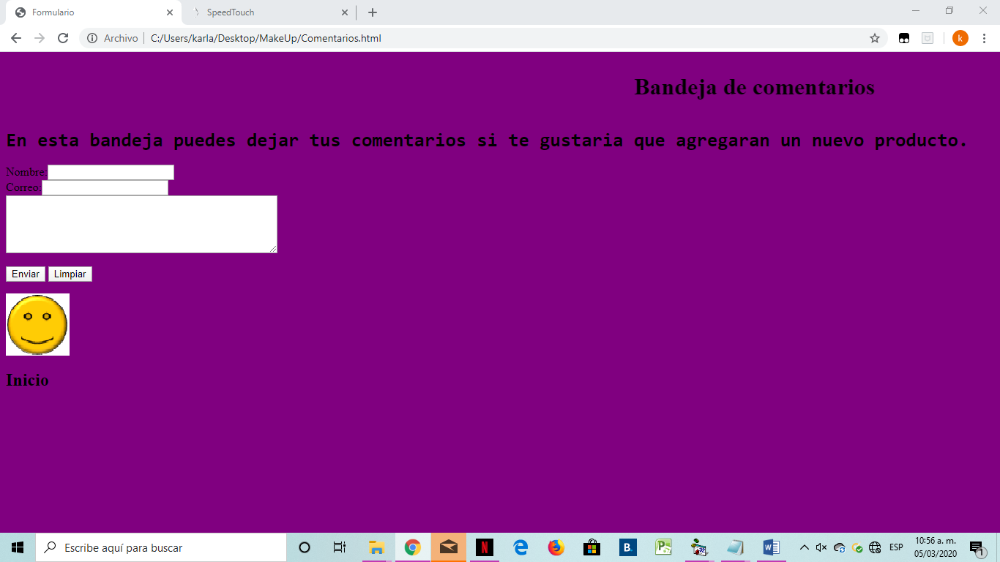 Formulario
SpeedTouch
Archivo
C:/Users/karla/Desktop/MakeUp/Comentarios.html
k
Bandeja de comentarios
En esta bandeja puedes dejar tus comentarios si te gustaria que agregaran un nuevo producto.
Nombre:
Correo:
Enviar Limpiar
Inicio
Escribe aquí para buscar
N
B.
P
W
ESP
10:56 a. m.
05/03/2020
1